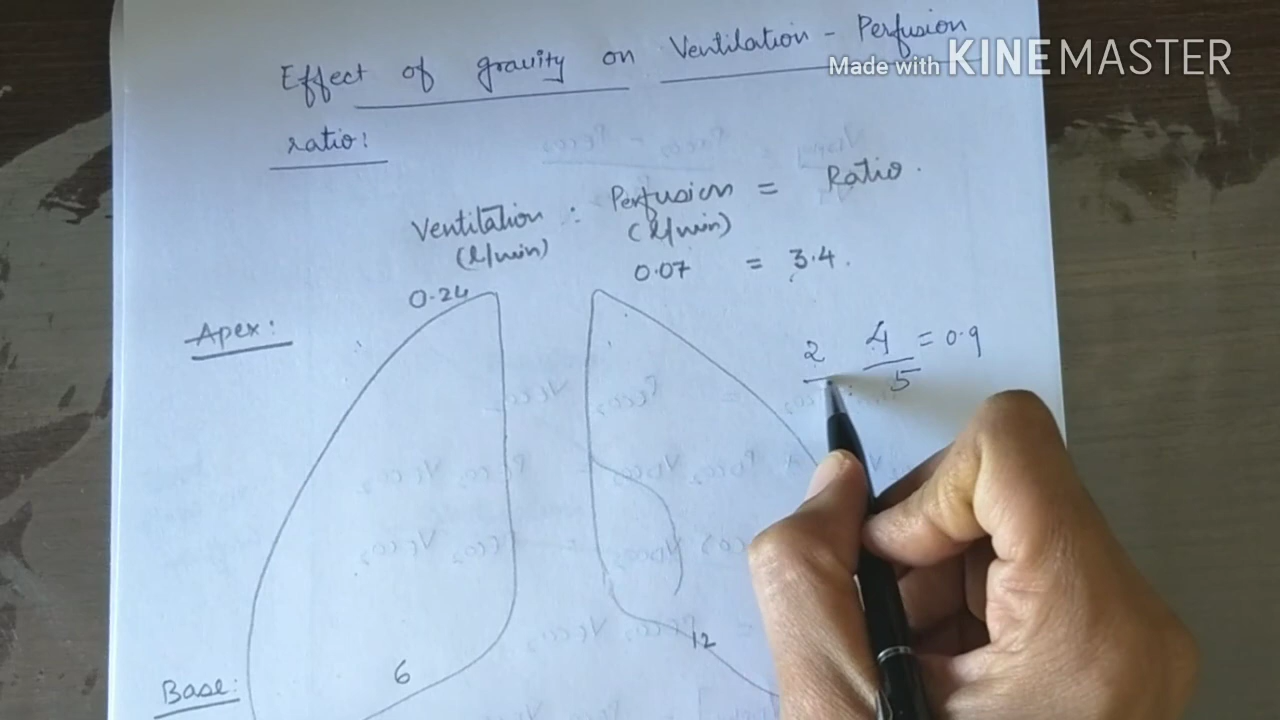 Effect of gravity on Ventilation - Perfusion
Made with KINEMASTER
ratio:
Ventilation : Perfusion = Ratio.
(l/min) (l/min)
0.24 0.07 = 3.4.
Apex:
2 4 = 0.9
5
12
6
Base: